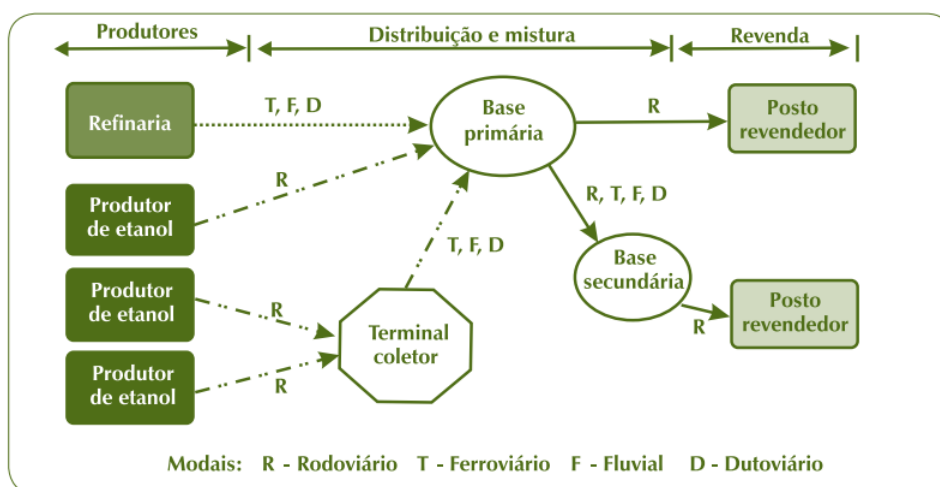 Produtores
Distribuição e mistura
Revenda
Refinaria
T, F, D
Base
primária
R
Posto
revendedor
R
Produtor
de etanol
R, T, F, D
T, F, D
Produtor
de etanol
R
Base
secundária
Terminal
coletor
R
Posto
revendedor
Produtor
de etanol
R
Modais: R - Rodoviário T - Ferroviário F - Fluvial D - Dutoviário